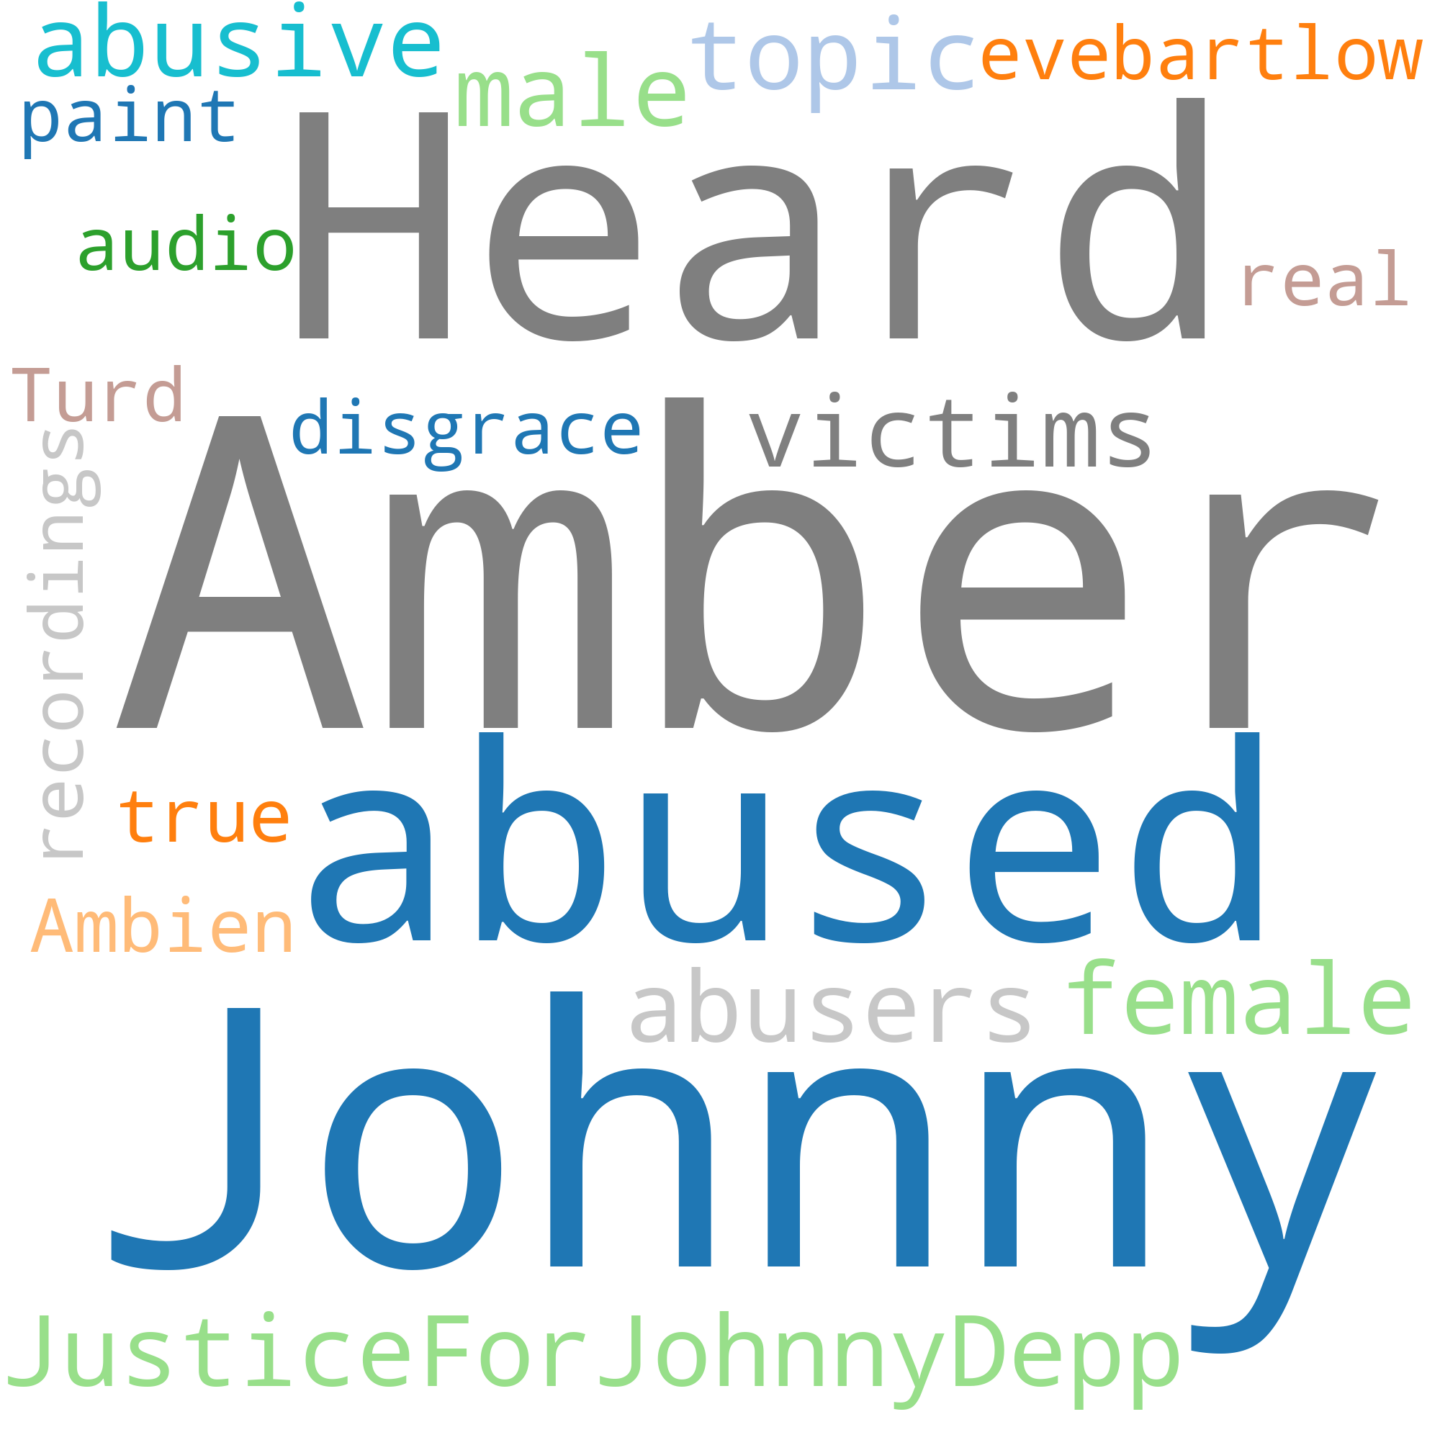 abusive
topic
evebartlow
male
paint
Heard
audio
real
Turd
disgrace
victims
recordings
Amber
true
abused
Ambien
abusers
female
Johnny
JusticeForJohnnyDepp